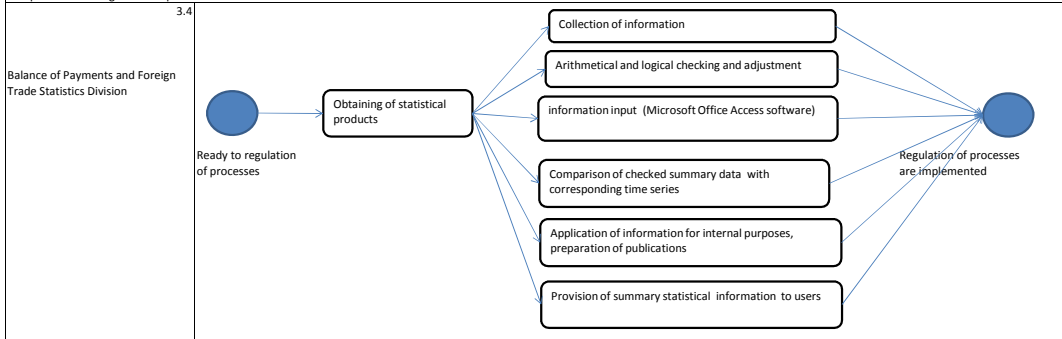 3.4
Balance of Payments and Foreign
Trade Statistics Division
Ready to regulation
of processes
Obtaining of statistical
products
Collection of information
Arithmetical and logical checking and adjustment
information input (Microsoft Office Access software)
Comparison of checked summary data with
corresponding time series
Application of information for internal purposes,
preparation of publications
Provision of summary statistical information to users
Regulation of processes
are implemented